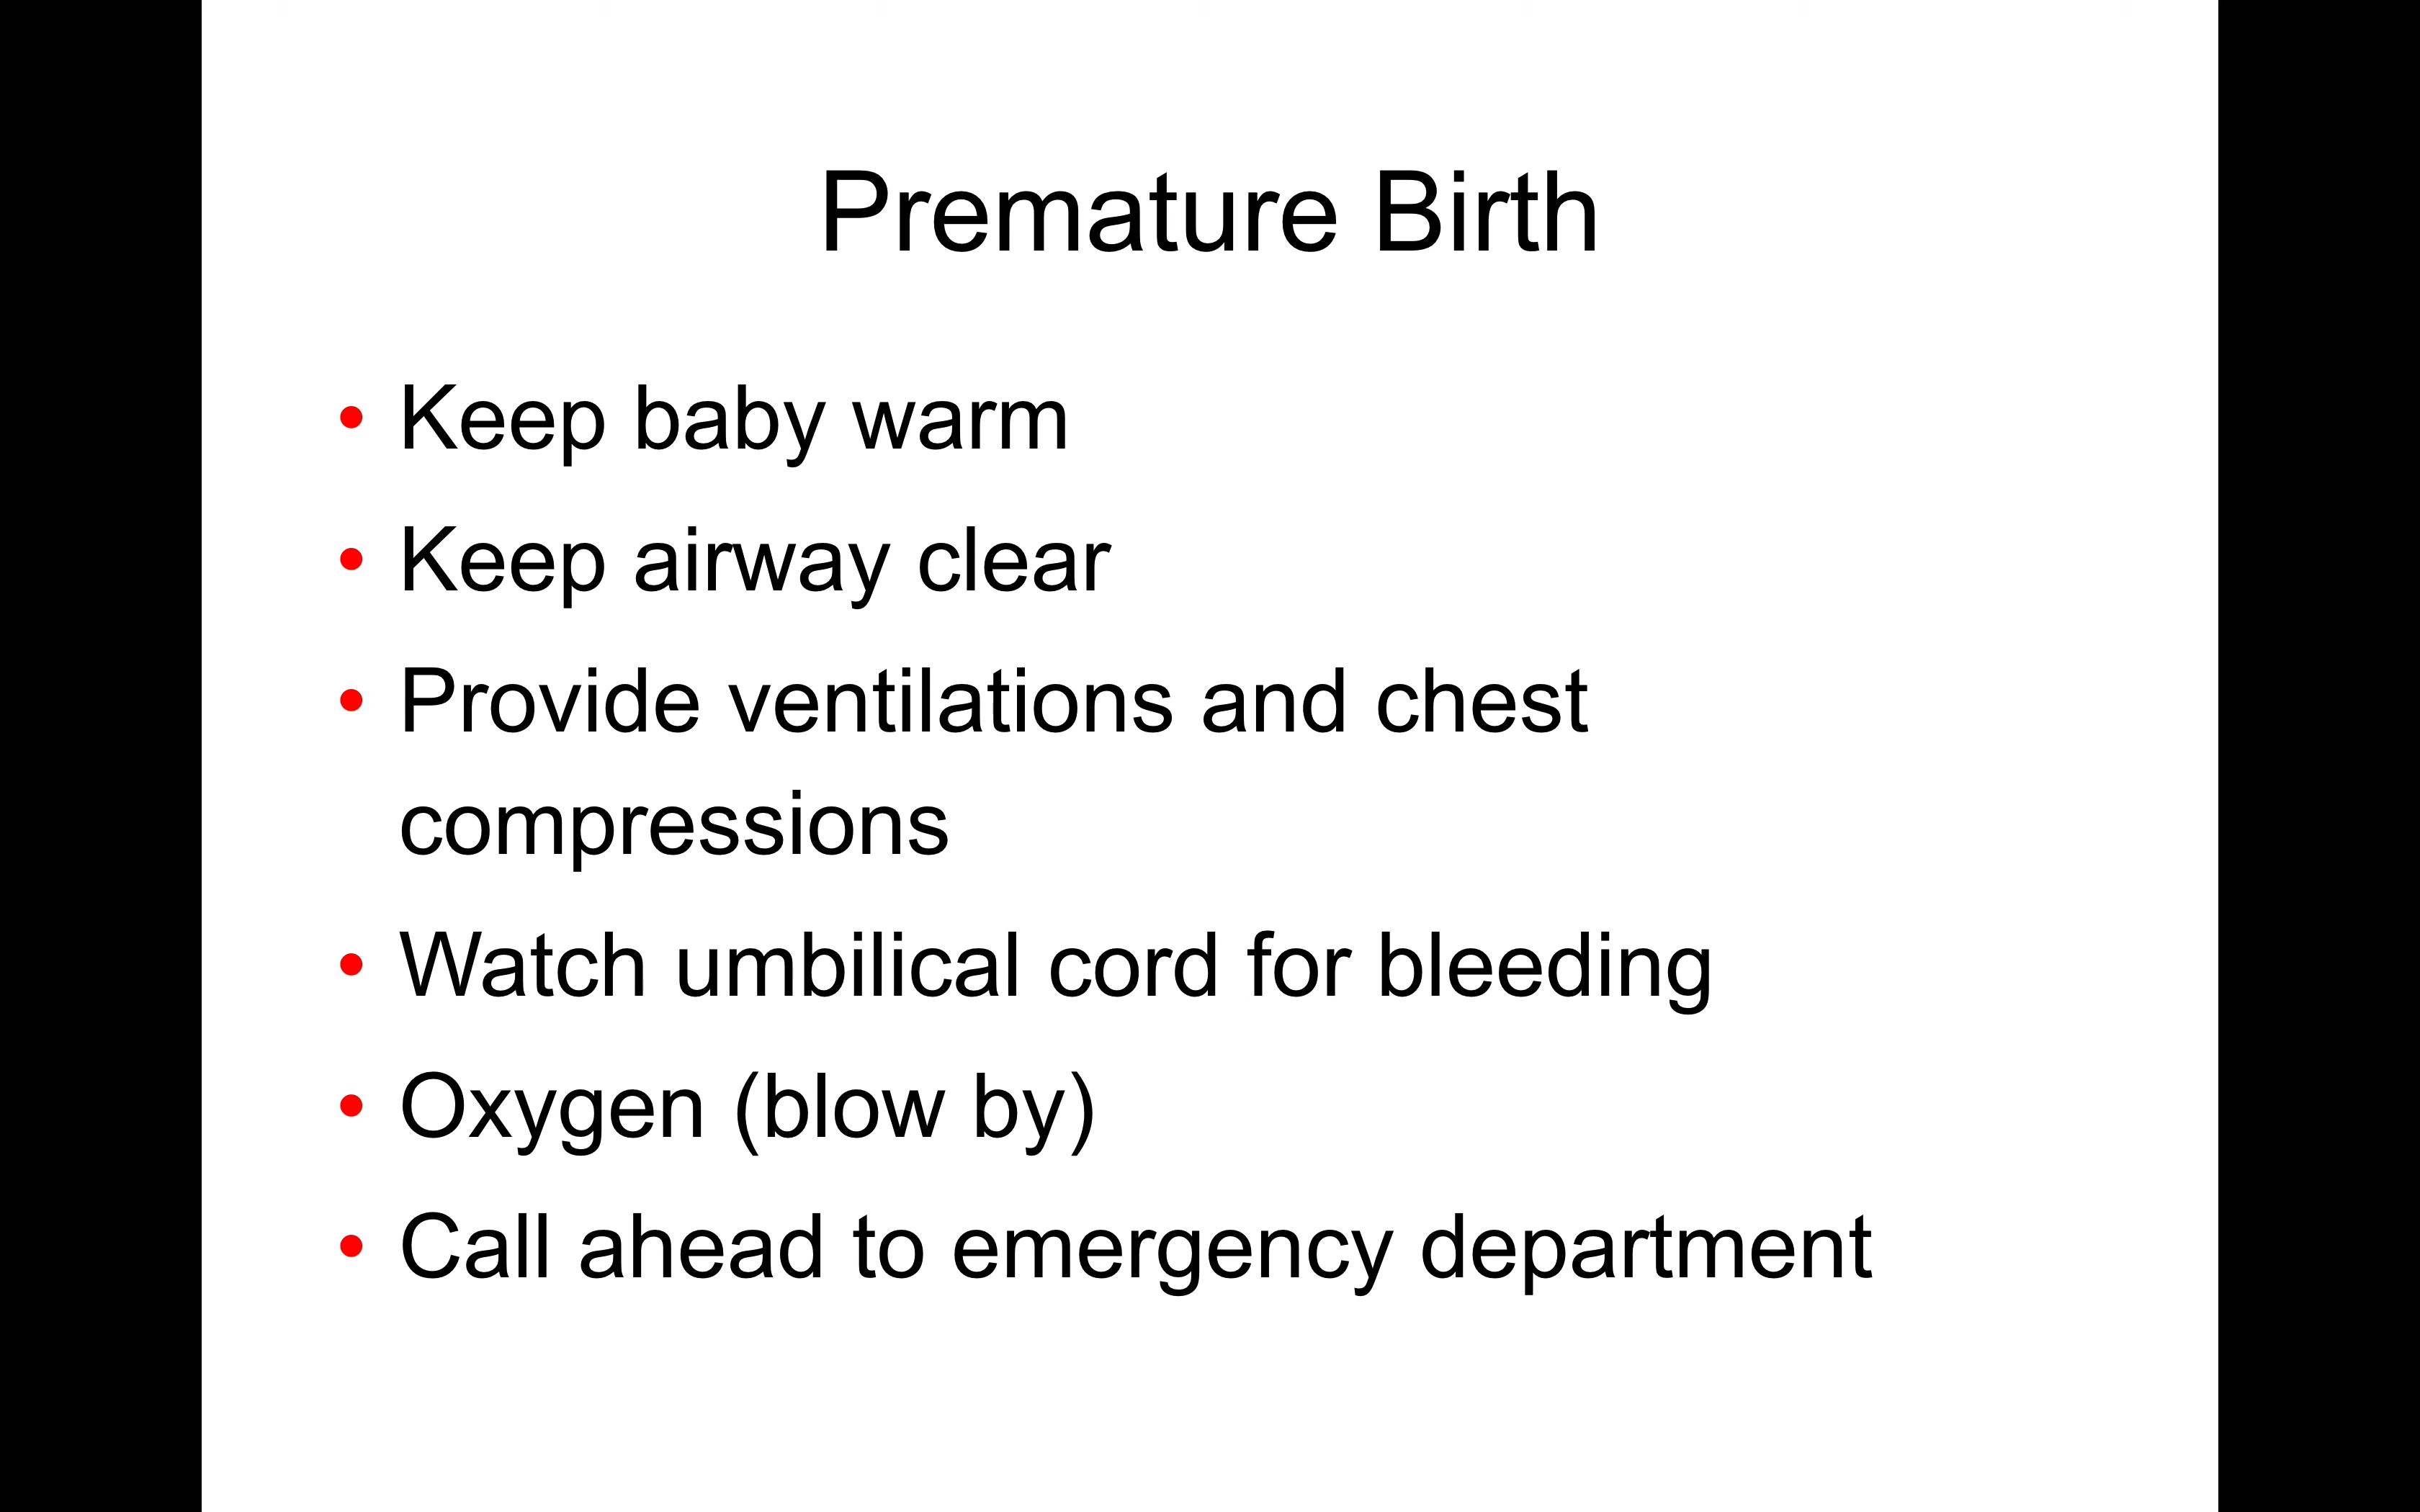 Premature Birth
• Keep baby warm
• Keep airway clear
• Provide ventilations and chest
compressions
• Watch umbilical cord for bleeding
• Oxygen (blow by)
• Call ahead to emergency department